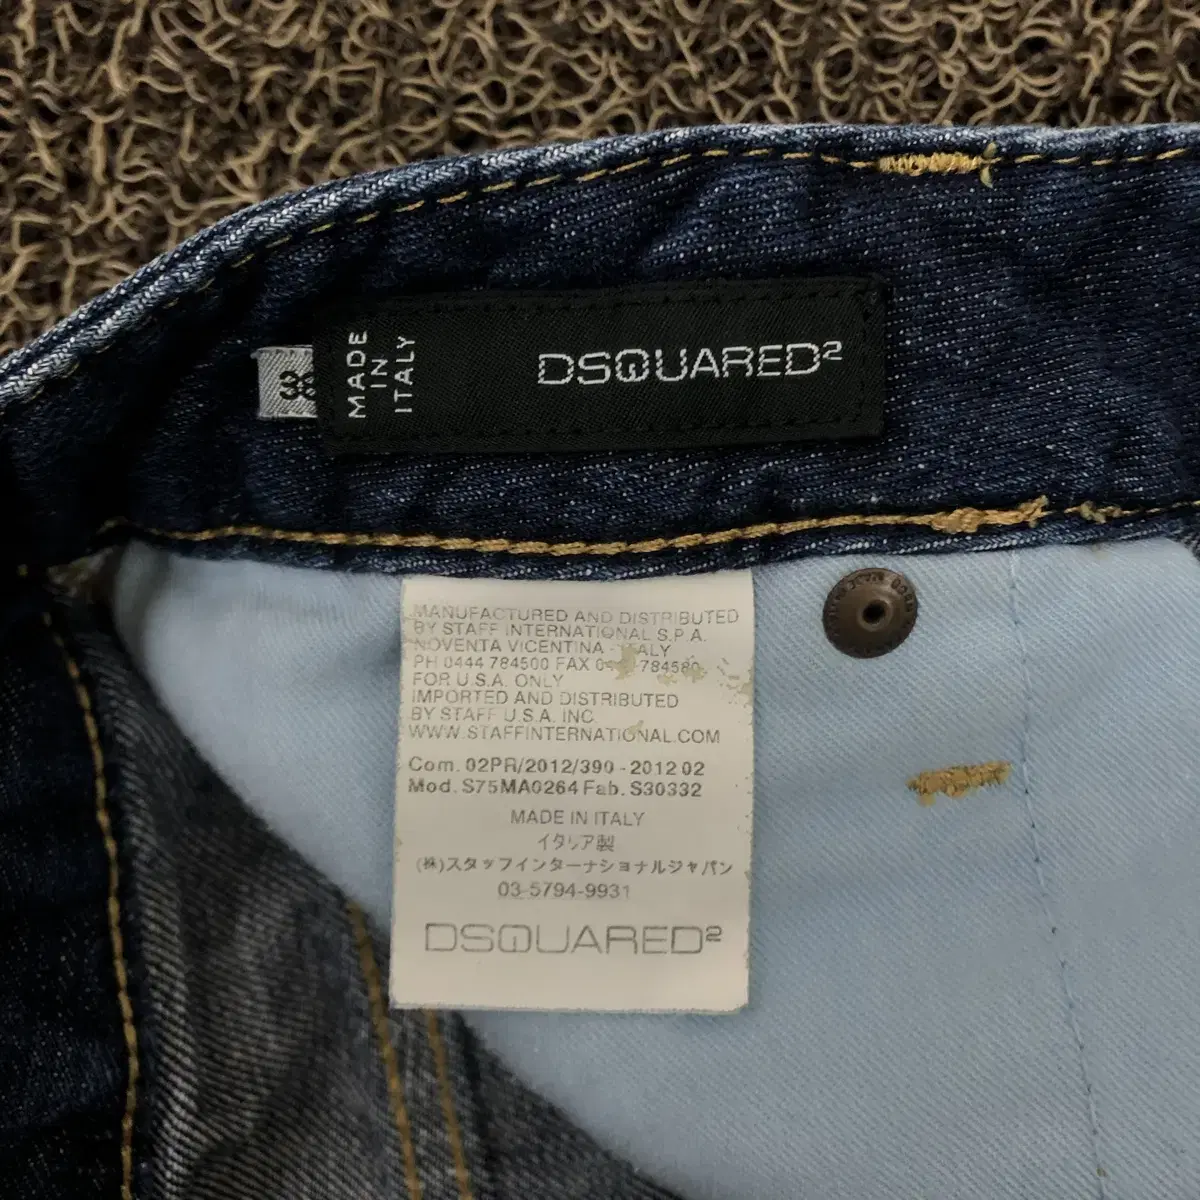 38
MADE
IN
ITALY
DSQUARED2
MANUFACTURED AND DISTRIBUTED
BY STAFF INTERNATIONAL S.P.A.
NOVENTA VICENTINA - ITALY
PH 0444 784500 FAX 784580
FOR U.S.A. ONLY
IMPORTED AND DISTRIBUTED
BY STAFF U.S.A. INC
WWW.STAFFINTERNATIONAL.COM
Com. 02PR/2012/390 - 2012 02
Mod. S75MA0264 Fab. S30332
MADE IN ITALY
イタリア製
(株)スタッフインターナショナルジャパン
03-5794-9931
DSQUARED2